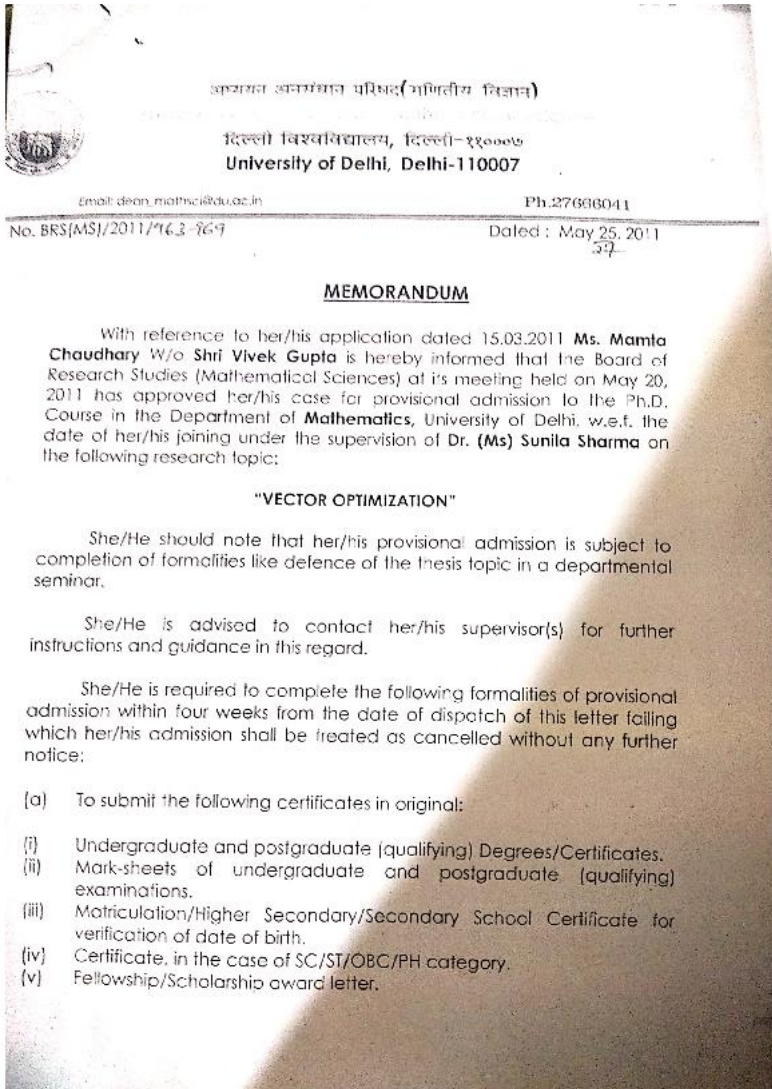 अध्ययन अनसंधान परिषद(गणितीय विज्ञान)
दिल्ली विश्वविद्यालय, दिल्ली-११०००७
University of Delhi, Delhi-110007
Email: dean_mathsci@du.ac.in Ph.27666041
No. BRS(MS)/2011/963-969 Dated : May 25, 2011
27
MEMORANDUM
With reference to her/his application dated 15.03.2011 Ms. Mamta
Chaudhary W/o Shri Vivek Gupta is hereby informed that the Board of
Research Studies (Mathematical Sciences) at its meeting held on May 20,
2011 has approved her/his case for provisional admission to the Ph.D.
Course in the Department of Mathematics, University of Delhi, w.e.f. the
date of her/his joining under the supervision of Dr. (Ms) Sunila Sharma on
the following research topic:
"VECTOR OPTIMIZATION"
She/He should note that her/his provisional admission is subject to
completion of formalities like defence of the thesis topic in a departmental
seminar.
She/He is advised to contact her/his supervisor(s) for further
instructions and guidance in this regard.
She/He is required to complete the following formalities of provisional
admission within four weeks from the date of dispatch of this letter failing
which her/his admission shall be treated as cancelled without any further
notice:
(a) To submit the following certificates in original:
(i) Undergraduate and postgraduate (qualifying) Degrees/Certificates.
(ii) Mark-sheets of undergraduate and postgraduate (qualifying)
examinations.
(iii) Matriculation/Higher Secondary/Secondary School Certificate for
verification of date of birth.
(iv) Certificate, in the case of SC/ST/OBC/PH category.
(v) Fellowship/Scholarship award letter.